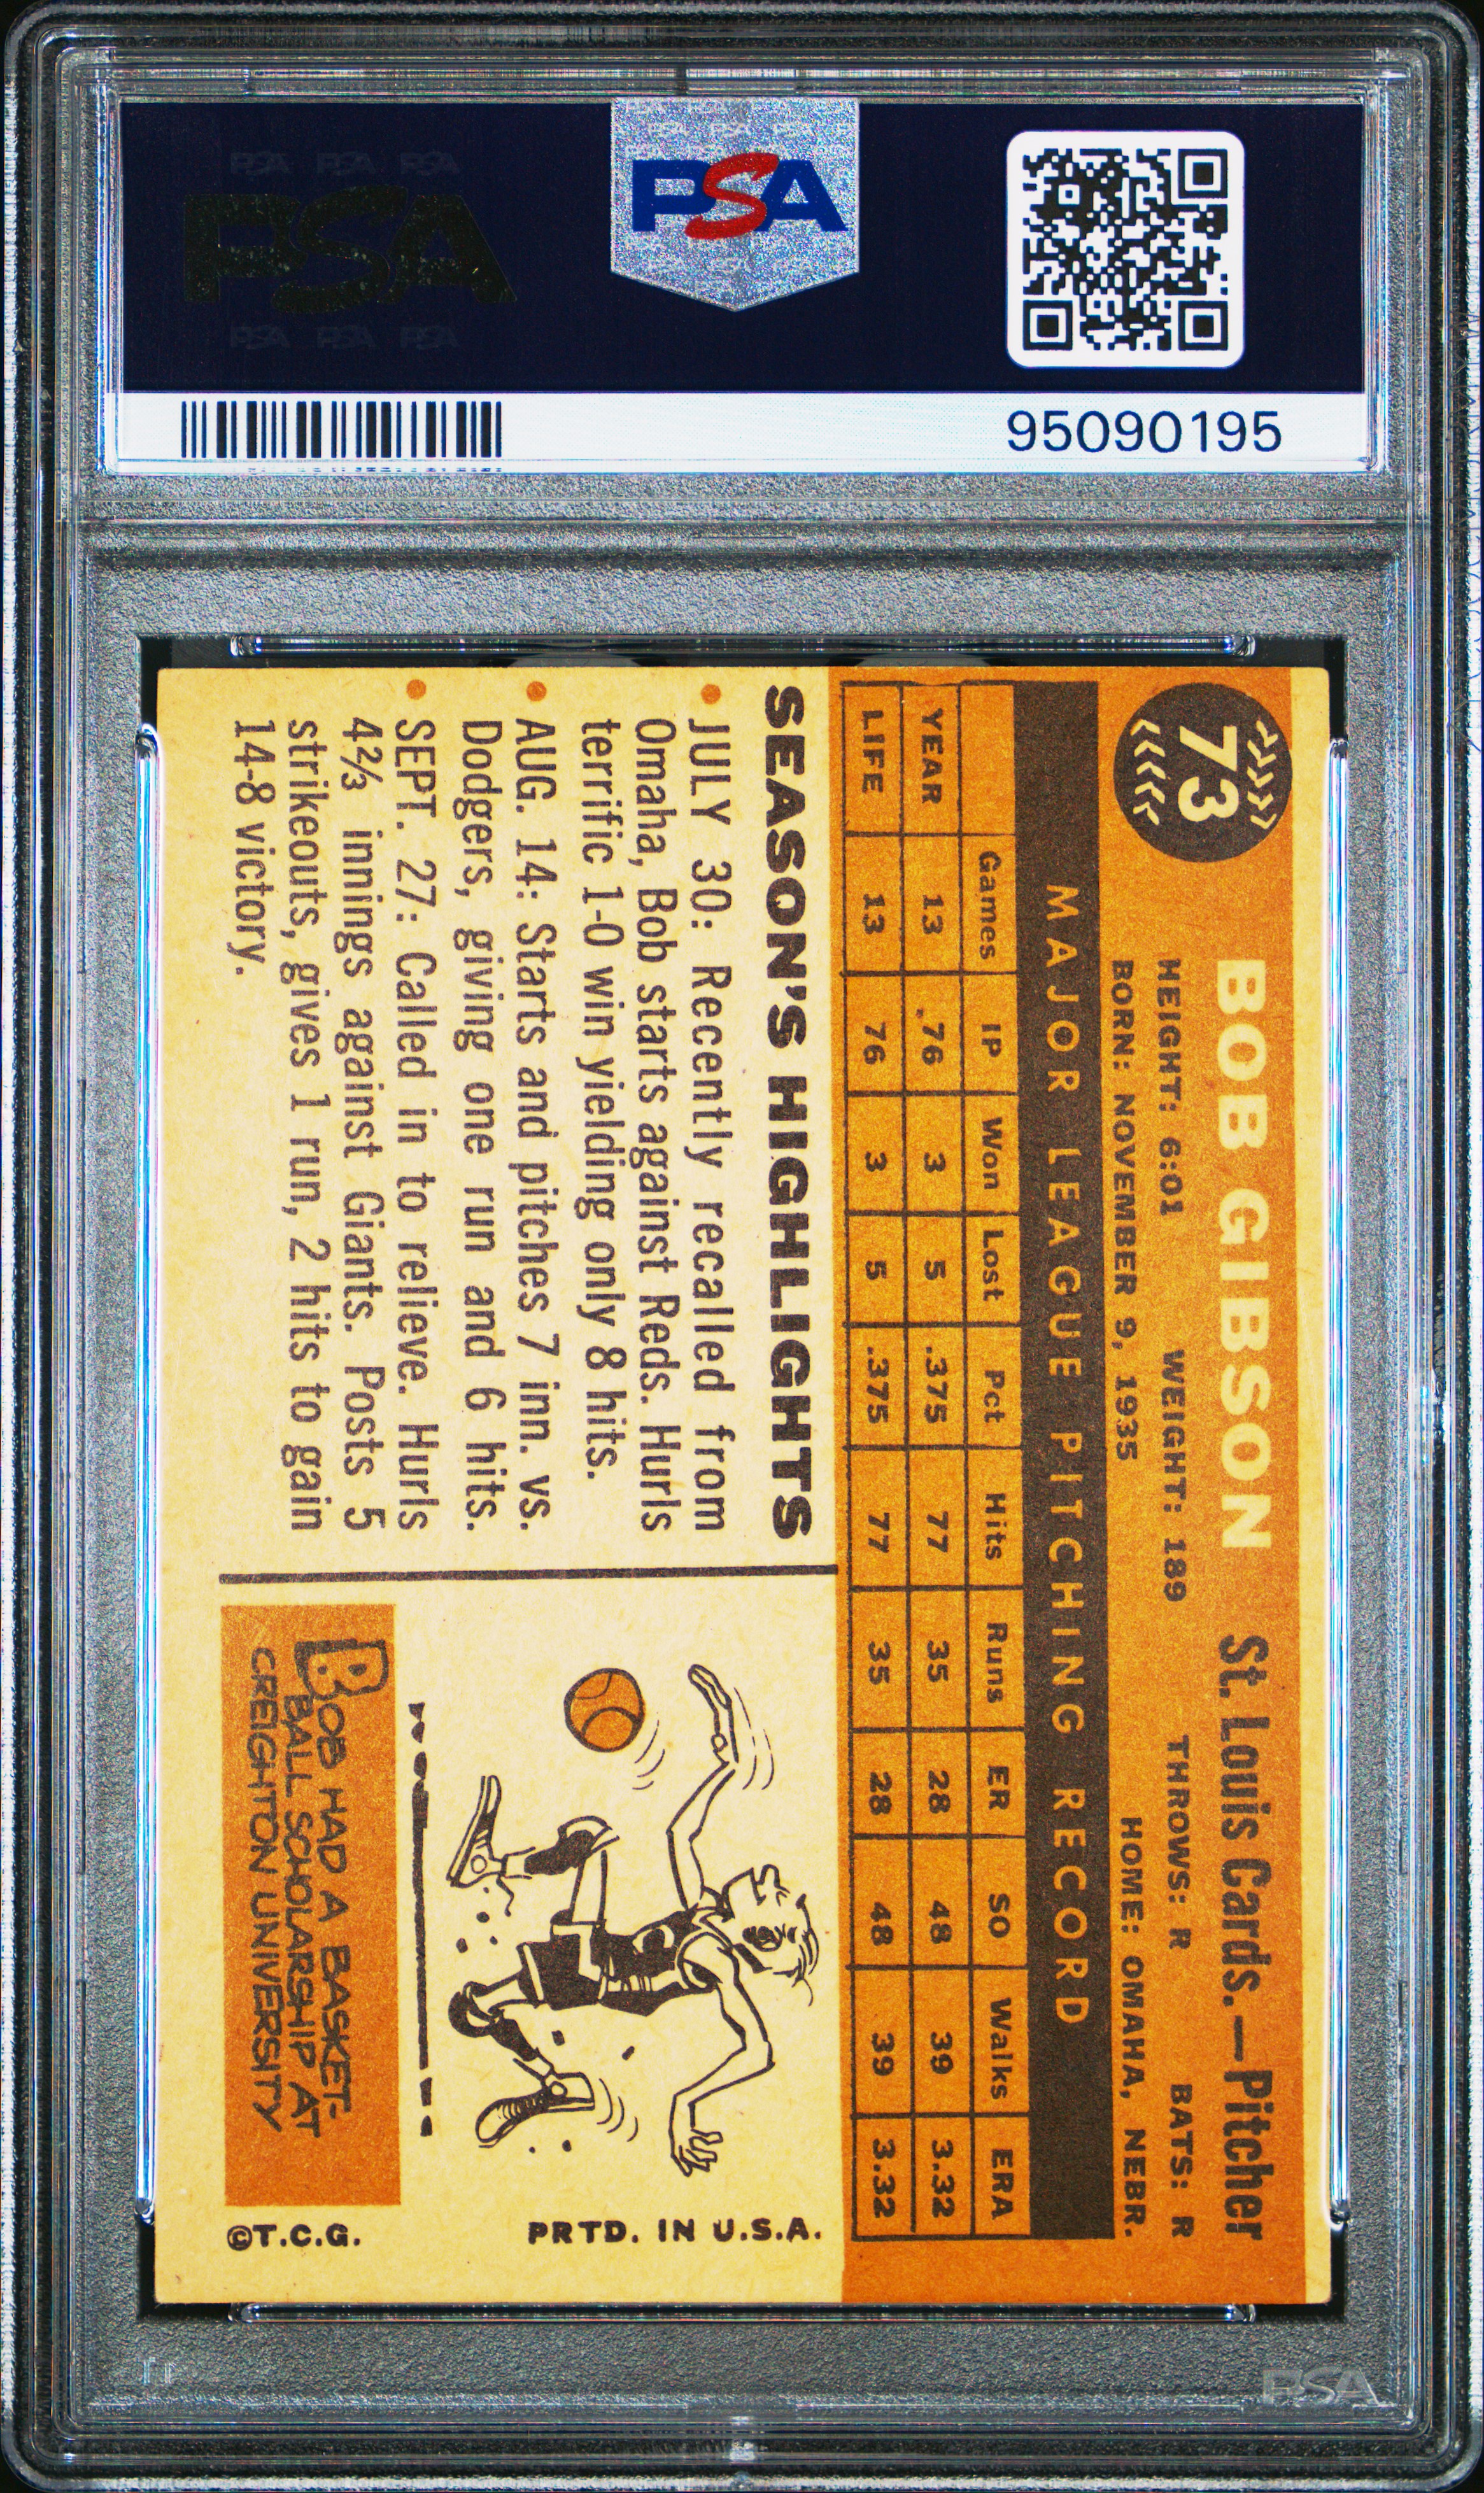 PSA
PSA
95090195
73
BOB GIBSON St. Louis Cards.—Pitcher
HEIGHT: 6:01 WEIGHT: 189 THROWS: R BATS: R
BORN: NOVEMBER 9, 1935 HOME: OMAHA, NEBR.
MAJOR LEAGUE PITCHING RECORD
Games IP Won Lost Pct Hits Runs ER SO Walks ERA
YEAR 13 76 3 5 .375 77 35 28 48 39 3.32
LIFE 13 76 3 5 .375 77 35 28 48 39 3.32
SEASON'S HIGHLIGHTS
• JULY 30: Recently recalled from
Omaha, Bob starts against Reds. Hurls
terrific 1-0 win yielding only 8 hits.
• AUG. 14: Starts and pitches 7 inn. vs.
Dodgers, giving one run and 6 hits.
• SEPT. 27: Called in to relieve. Hurls
4⅔ innings against Giants. Posts 5
strikeouts, gives 1 run, 2 hits to gain
14-8 victory.
BOB HAD A BASKET-
BALL SCHOLARSHIP AT
CREIGHTON UNIVERSITY
PRTD. IN U.S.A.
©T.C.G.
PSA